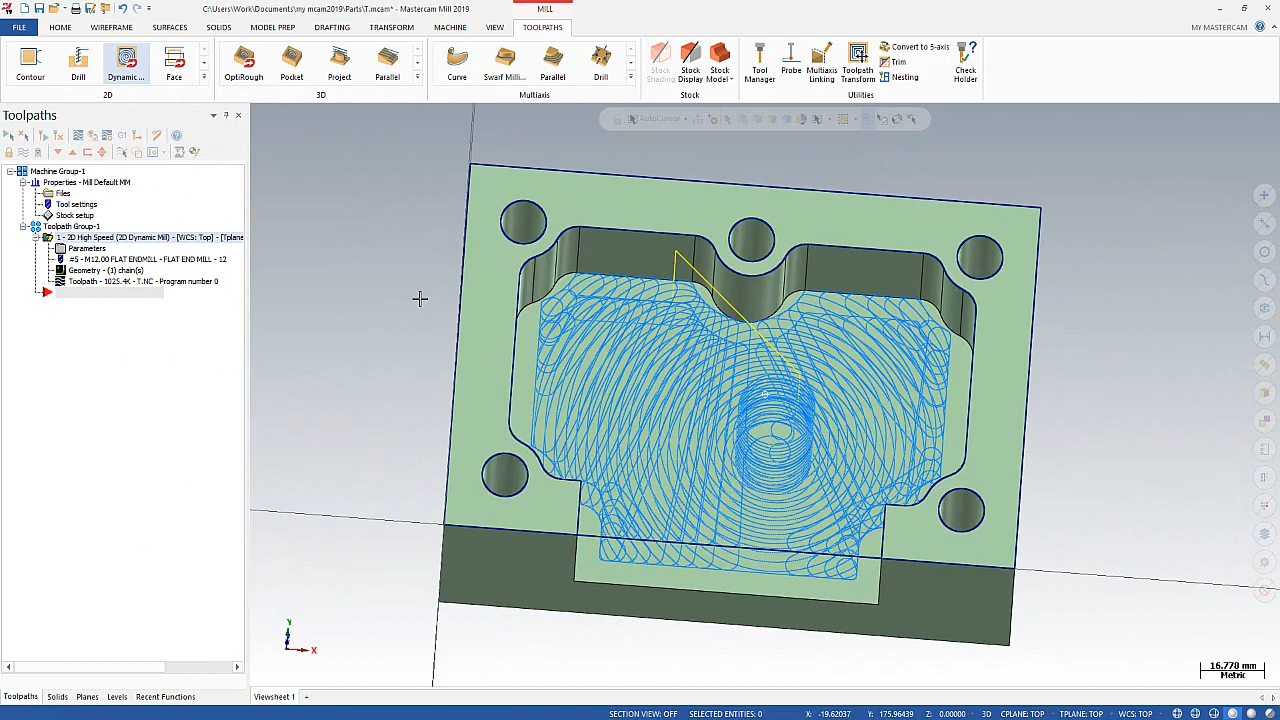 C:\Users\Work\Documents\my mcam2019\Parts\T.mcam* - Mastercam Mill 2019
MILL
FILE
HOME
WIREFRAME
SURFACES
SOLIDS
MODEL PREP
DRAFTING
TRANSFORM
MACHINE
VIEW
TOOLPATHS
MY MASTERCAM
Contour
Drill
Dynamic ...
Face
OptiRough
Pocket
Project
Parallel
Curve
Swarf Milli...
Parallel
Drill
Stock Shading
Stock Display
Stock Model
Tool Manager
Probe
Multiaxis Linking
Toolpath Transform
Convert to 3-axis
Trim
Nesting
Check Holder
2D
3D
Multiaxis
Stock
Utilities
Toolpaths
AutoCursor
G1
Machine Group-1
Properties - Mill Default MM
Files
Tool settings
Stock setup
Toolpath Group-1
1 - 2D High Speed (2D Dynamic Mill) - [WCS: Top] - [Tplane
Parameters
#5 - M12.00 FLAT ENDMILL - FLAT END MILL - 12
Geometry - (1) chain(s)
Toolpath - 1025.4K - T.NC - Program number 0
Y
X
16.770 mm
Metric
Toolpaths
Solids
Planes
Levels
Recent Functions
Viewsheet 1
+
SECTION VIEW: OFF
SELECTED ENTITIES: 0
X: -19.62037
Y: 175.96439
Z: 0.00000
3D
CPLANE: TOP
TPLANE: TOP
WCS: TOP